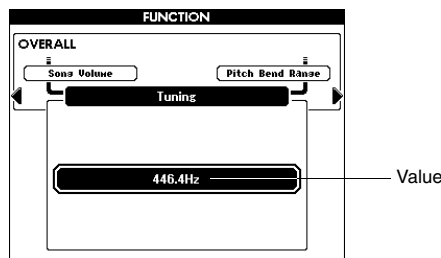 FUNCTION
OVERALL
Song Volume
Pitch Bend Range
Tuning
446.4Hz
Value